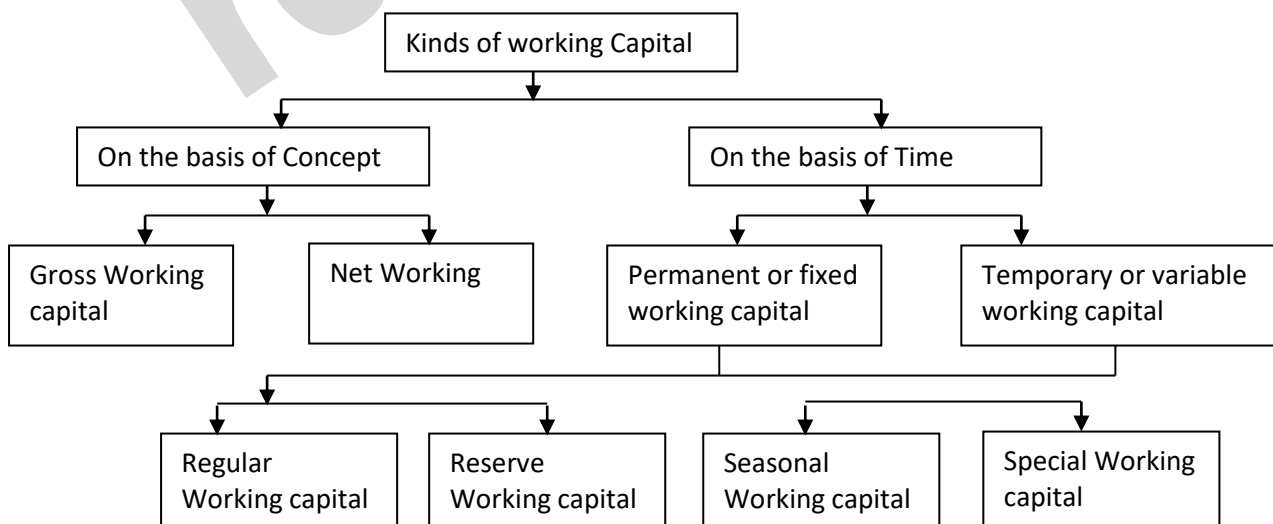 Kinds of working Capital
On the basis of Concept
On the basis of Time
Gross Working
capital
Net Working
Permanent or fixed
working capital
Temporary or variable
working capital
Regular
Working capital
Reserve
Working capital
Seasonal
Working capital
Special Working
capital